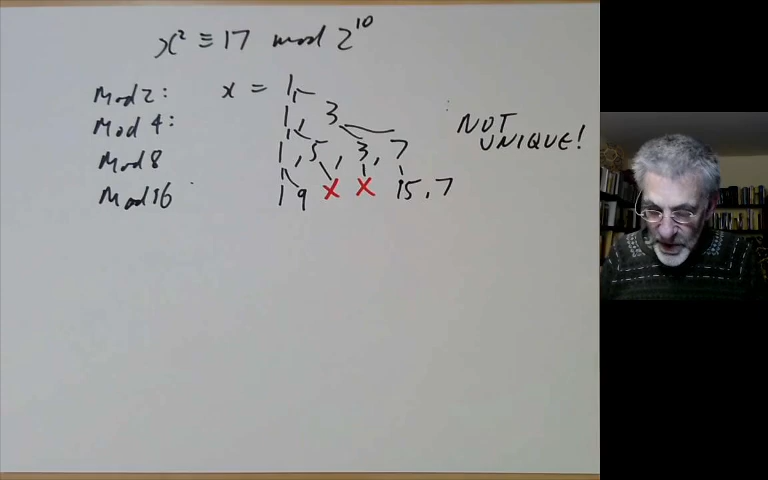 x² ≡ 17 mod 2¹⁰
Mod 2: x = 1,
Mod 4: 1, 3
NOT UNIQUE!
Mod 8 1, 5, 3, 7
Mod 16 1 9 X X 15, 7